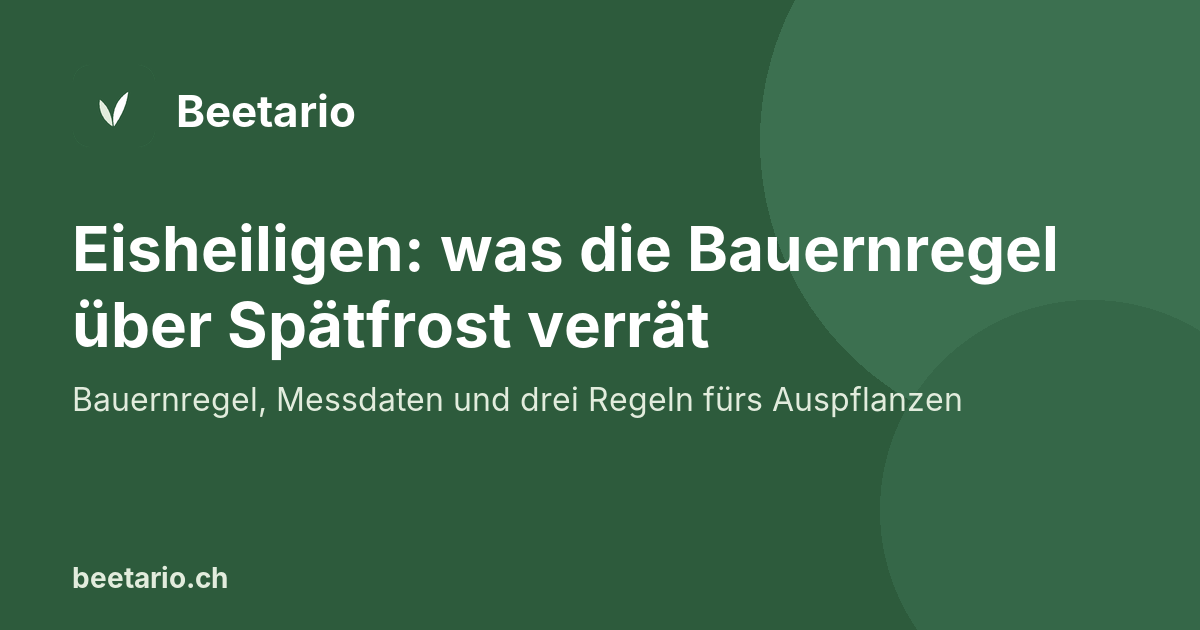 Beetario
Eisheiligen: was die Bauernregel
über Spätfrost verrät
Bauernregel, Messdaten und drei Regeln fürs Auspflanzen
beetario.ch